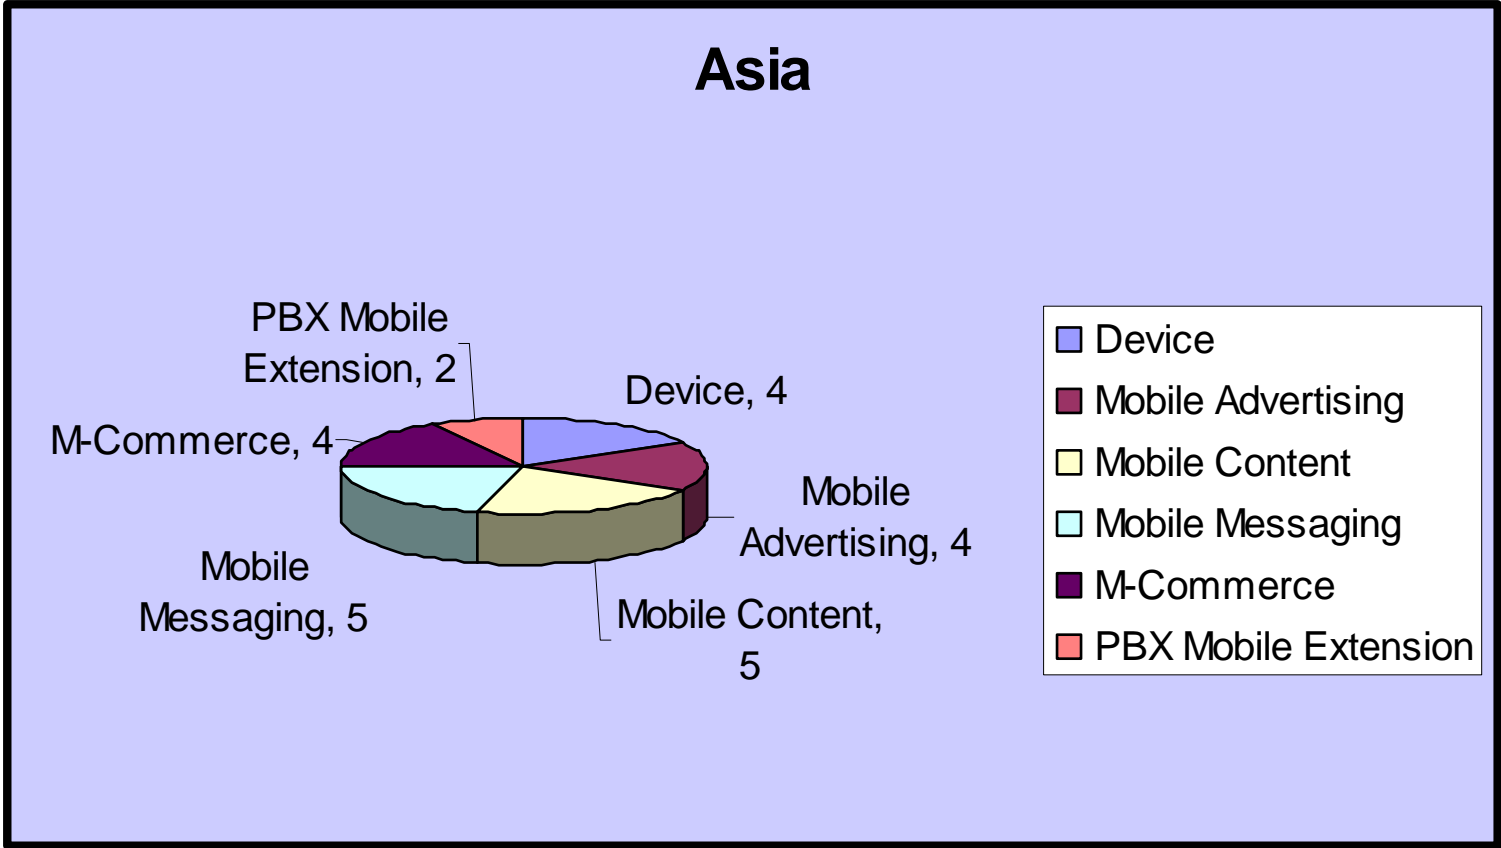 Asia
PBX Mobile
Extension, 2
Device, 4
M-Commerce, 4
Mobile
Advertising, 4
Mobile
Messaging, 5
Mobile Content,
5
Device
Mobile Advertising
Mobile Content
Mobile Messaging
M-Commerce
PBX Mobile Extension